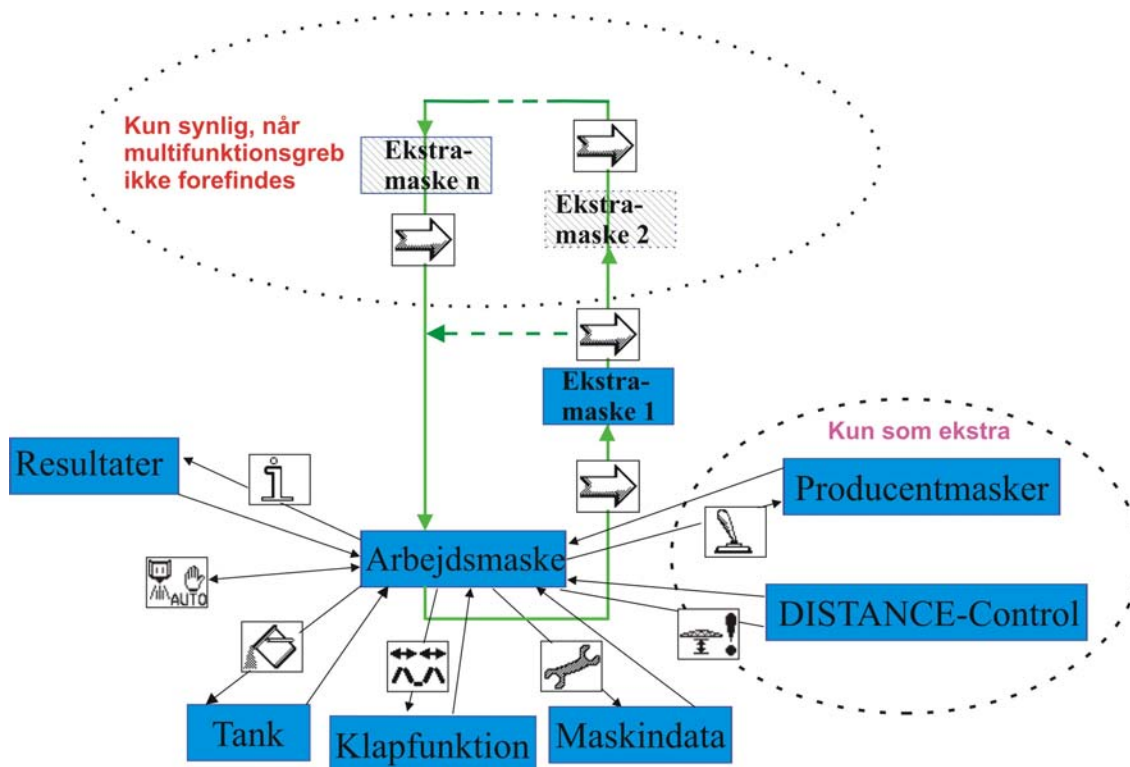 Kun synlig, når
multifunktionsgreb
ikke forefindes
Ekstra-
maske n
Ekstra-
maske 2
Ekstra-
maske 1
Kun som ekstra
Resultater
Producentmasker
Arbejdsmaske
AUTO
DISTANCE-Control
Tank
Klapfunktion
Maskindata